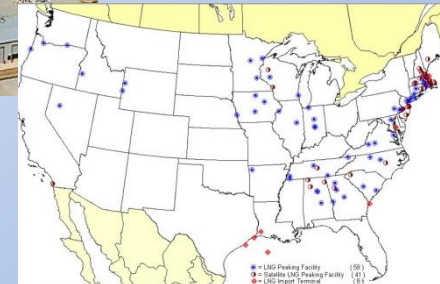 = LNG Peaking Facility (59)
= Satellite LNG Peaking Facility (41)
= LNG Import Terminal (8)